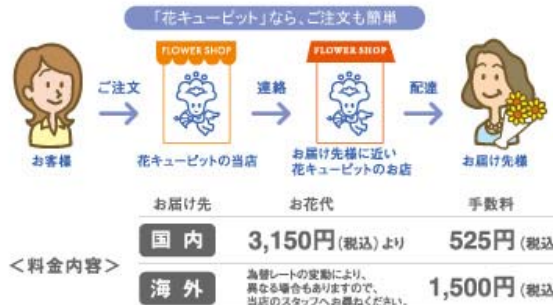 「花キューピット」なら、ご注文も簡単
FLOWER SHOP
FLOWER SHOP
ご注文
連絡
配達
お客様
花キューピットの当店
お届け先様に近い
花キューピットのお店
お届け先様
お届け先
お花代
手数料
<料金内容>
国内
3,150円(税込)より
525円(税込
海外
為替レートの変動により、
異なる場合もありますので、
当店のスタッフへお尋ねください。
1,500円(税込